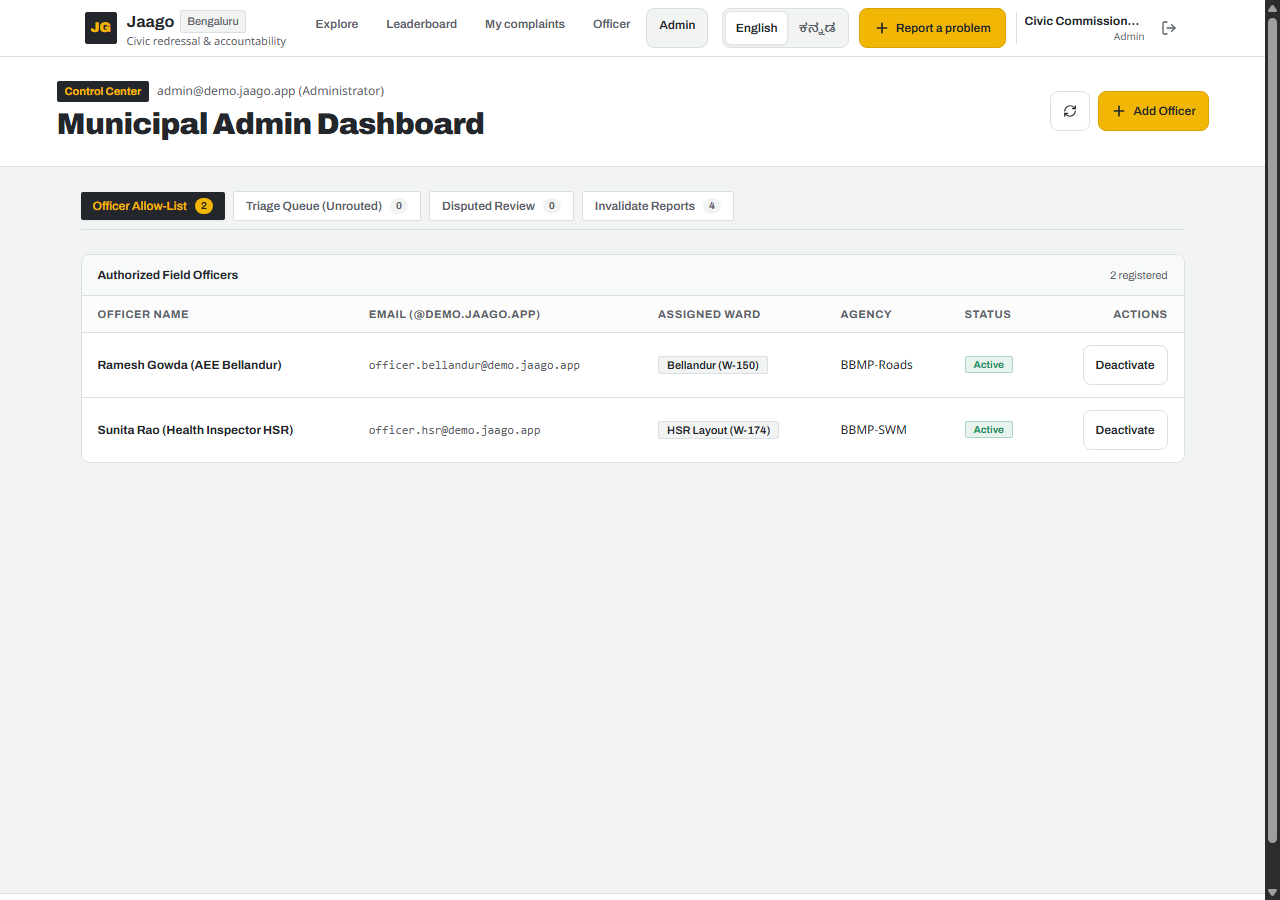 JG
Jaago
Bengaluru
Civic redressal & accountability
Explore
Leaderboard
My complaints
Officer
Admin
English
ಕನ್ನಡ
Report a problem
Civic Commission...
Admin
Control Center
admin@demo.jaago.app (Administrator)
Municipal Admin Dashboard
Add Officer
Officer Allow-List 2
Triage Queue (Unrouted) 0
Disputed Review 0
Invalidate Reports 4
Authorized Field Officers
2 registered
OFFICER NAME EMAIL (@DEMO.JAAGO.APP) ASSIGNED WARD AGENCY STATUS ACTIONS
Ramesh Gowda (AEE Bellandur) officer.bellandur@demo.jaago.app Bellandur (W-150) BBMP-Roads Active Deactivate
Sunita Rao (Health Inspector HSR) officer.hsr@demo.jaago.app HSR Layout (W-174) BBMP-SWM Active Deactivate